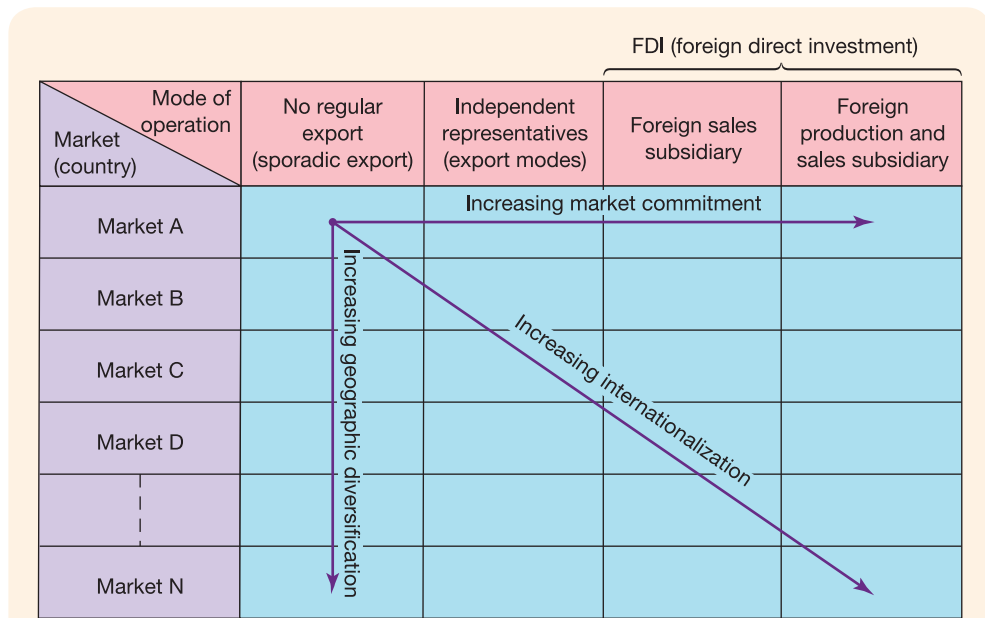 FDI (foreign direct investment)
Mode of
operation
Market
(country)
No regular
export
(sporadic export)
Independent
representatives
(export modes)
Foreign sales
subsidiary
Foreign
production and
sales subsidiary
Market A
Increasing market commitment
Market B
Market C
Market D
Market N
Increasing geographic diversification
Increasing internationalization